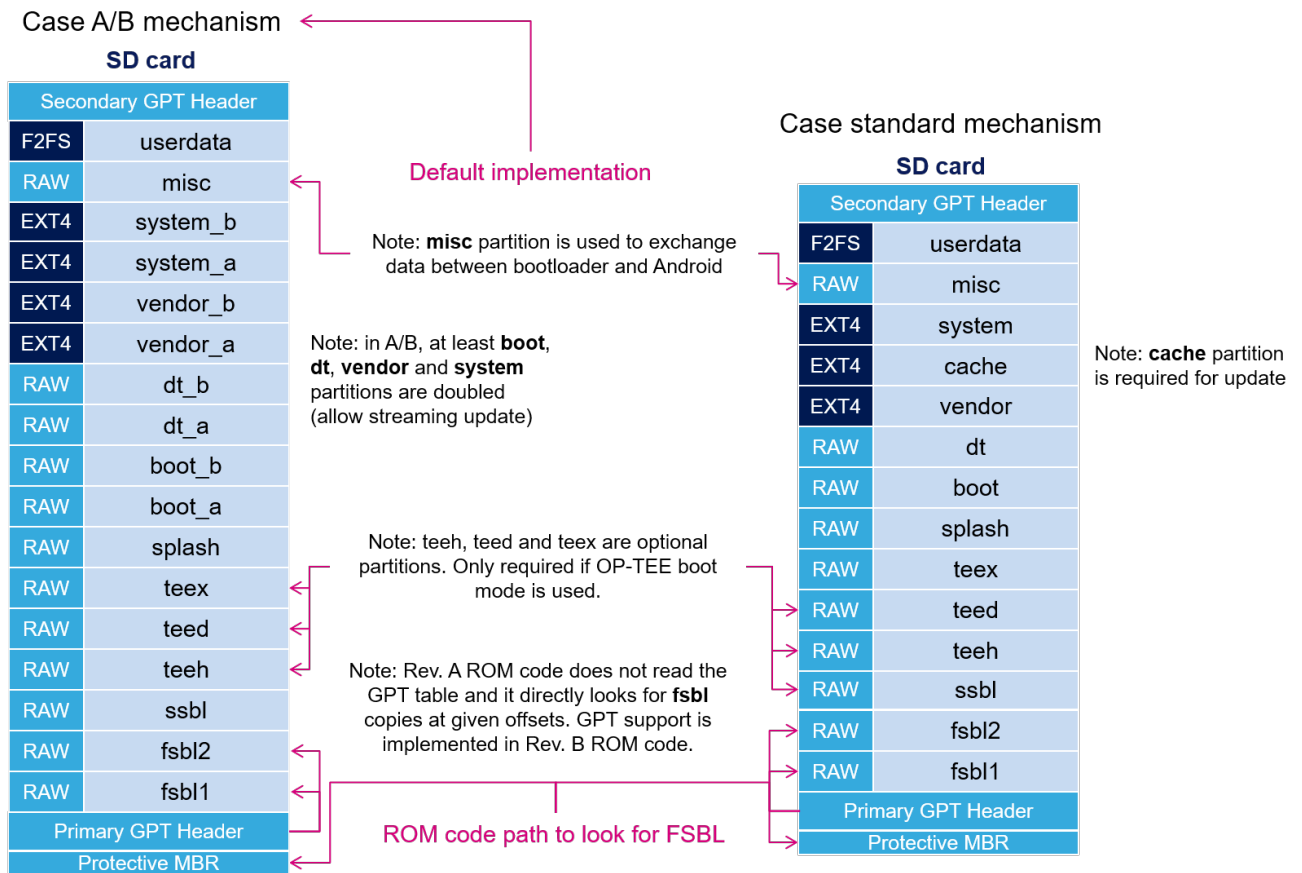 Case A/B mechanism
SD card
Secondary GPT Header
F2FS userdata
RAW misc
EXT4 system_b
EXT4 system_a
EXT4 vendor_b
EXT4 vendor_a
RAW dt_b
RAW dt_a
RAW boot_b
RAW boot_a
RAW splash
RAW teex
RAW teed
RAW teeh
RAW ssbl
RAW fsbl2
RAW fsbl1
Primary GPT Header
Protective MBR
Default implementation
Note: misc partition is used to exchange
data between bootloader and Android
Note: in A/B, at least boot,
dt, vendor and system
partitions are doubled
(allow streaming update)
Note: teeh, teed and teex are optional
partitions. Only required if OP-TEE boot
mode is used.
Note: Rev. A ROM code does not read the
GPT table and it directly looks for fsbl
copies at given offsets. GPT support is
implemented in Rev. B ROM code.
ROM code path to look for FSBL
Case standard mechanism
SD card
Secondary GPT Header
F2FS userdata
RAW misc
EXT4 system
EXT4 cache
EXT4 vendor
RAW dt
RAW boot
RAW splash
RAW teex
RAW teed
RAW teeh
RAW ssbl
RAW fsbl2
RAW fsbl1
Primary GPT Header
Protective MBR
Note: cache partition
is required for update